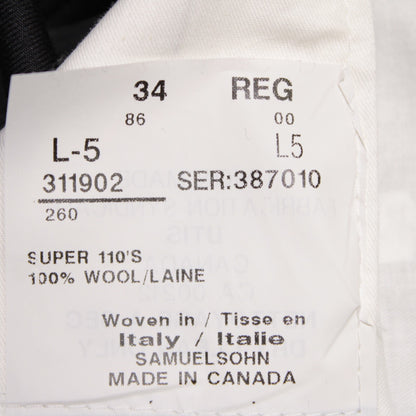 34 REG
86 00
L-5 L5
311902 SER:387010
260
SUPER 110'S
100% WOOL/LAINE
Woven in / Tisse en
Italy / Italie
SAMUELSOHN
MADE IN CANADA